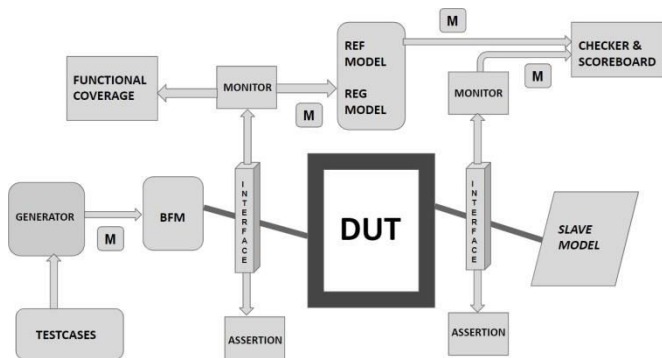 M
REF
MODEL
REG
MODEL
CHECKER &
SCOREBOARD
FUNCTIONAL
COVERAGE
MONITOR
M
MONITOR
M
GENERATOR
M
BFM
INTERFACE
DUT
INTERFACE
SLAVE
MODEL
TESTCASES
ASSERTION
ASSERTION